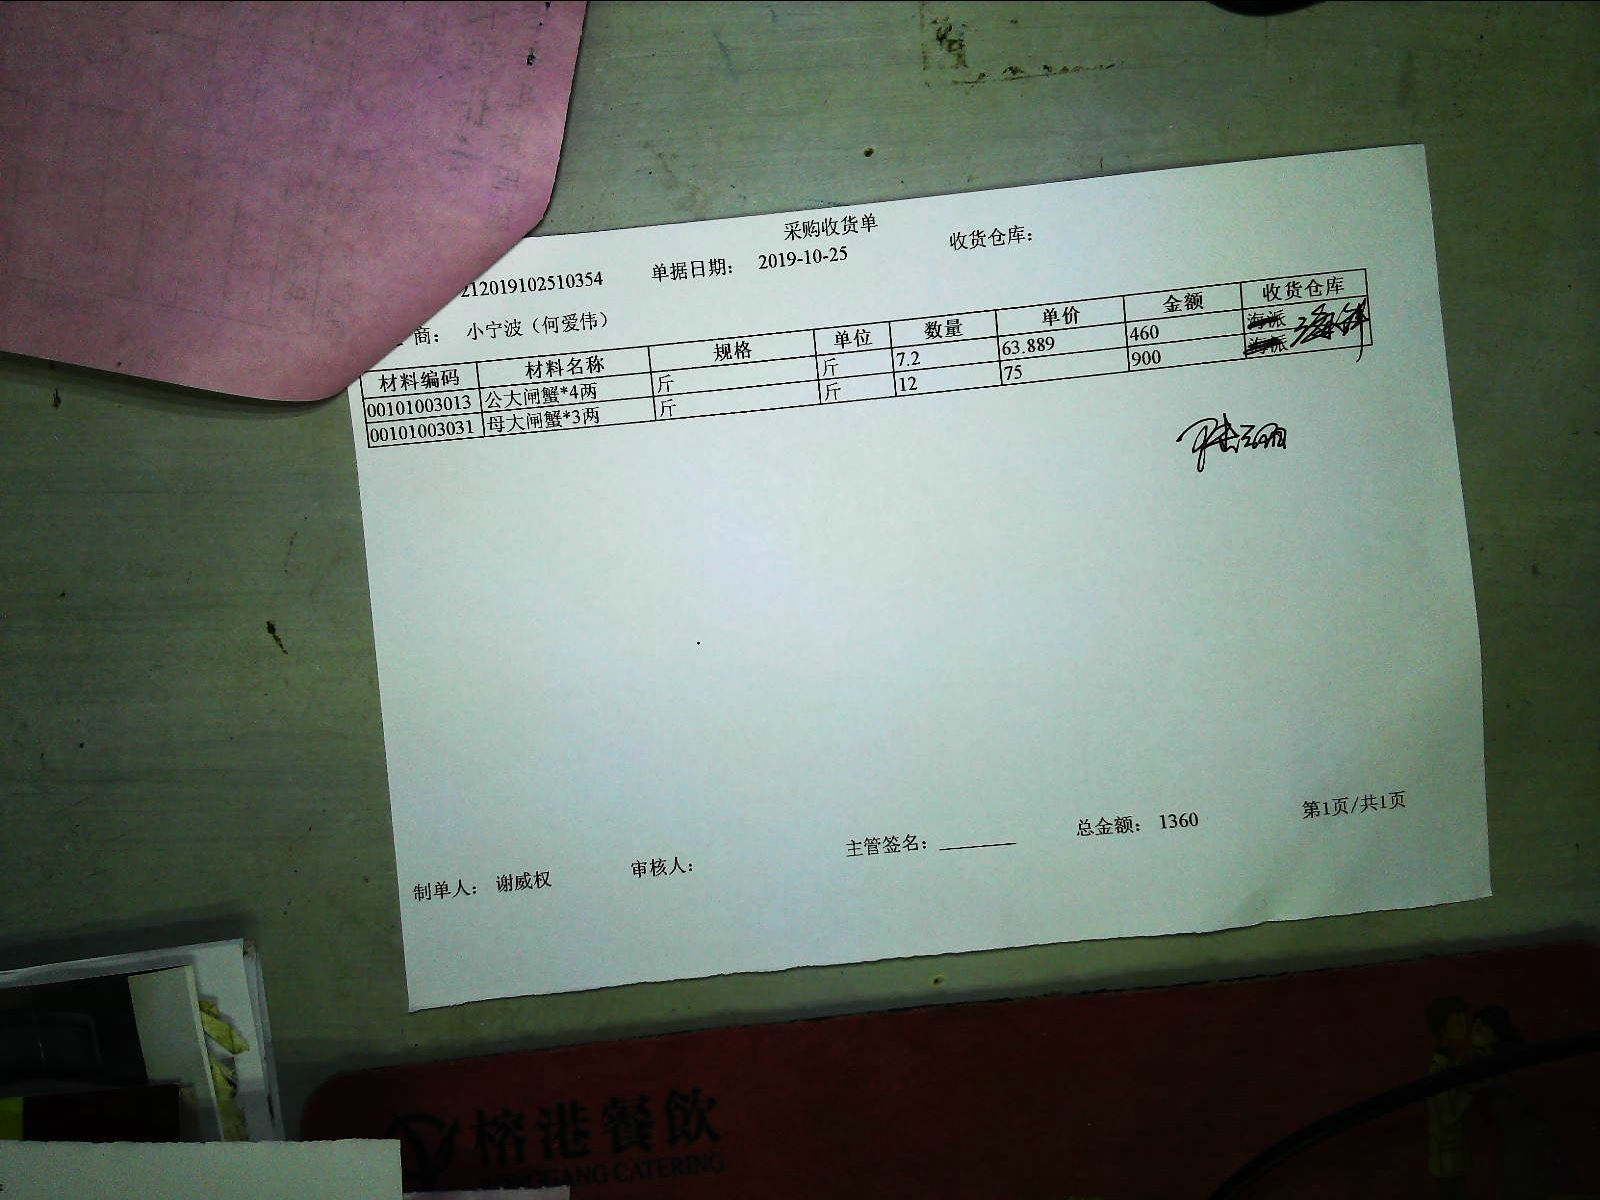 采购收货单
212019102510354 单据日期： 2019-10-25 收货仓库：
商： 小宁波（何爱伟）
材料编码 材料名称 规格 单位 数量 单价 金额 收货仓库
00101003013 公大闸蟹*4两 斤 斤 7.2 63.889 460 海派 海鲜
00101003031 母大闸蟹*3两 斤 斤 12 75 900 海派
制单人： 谢威权 审核人： 主管签名： 总金额： 1360 第1页/共1页
榕港餐飲
CATERING